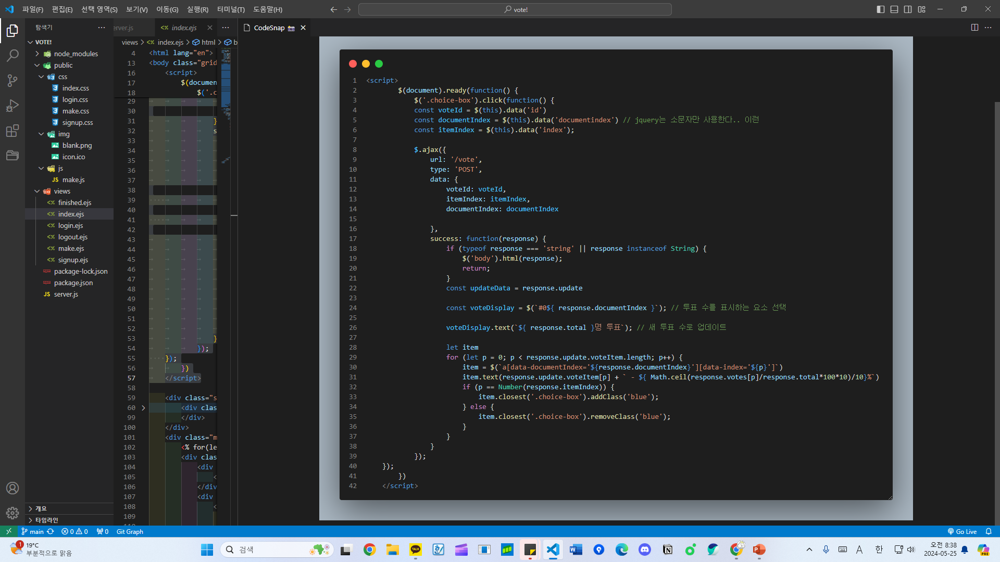 파일(F) 편집(E) 선택 영역(S) 보기(V) 이동(G) 실행(R) 터미널(T) 도움말(H)
vote!
탐색기
erver.js
index.ejs
CodeSnap 📸
VOTE!
node_modules
public
css
index.css
login.css
make.css
signup.css
img
blank.png
icon.ico
js
make.js
views
finished.ejs
index.ejs
login.ejs
logout.ejs
make.ejs
signup.ejs
package-lock.json
package.json
server.js
개요
타임라인
views > index.ejs > html > b
4 <html lang="en">
13 <body class="grid
16 <script>
17 $(documen
18 $('.c
29
30
31 }
32 s
33
34
35
36
37
38
39
40
41
42
43
44
45
46
47
48
49
50
51
52
53 }
54 });
55 });
56 })
57 </script>
58
59 <div class="s
60 <div clas
99 </div>
100 </div>
101 <div class="m
102 <% for(le
103 <div clas
104 <div
105 <
106 </div
107 <div
108 <
109
1 <script>
2 $(document).ready(function() {
3 $('.choice-box').click(function() {
4 const voteId = $(this).data('id')
5 const documentIndex = $(this).data('documentindex') // jquery는 소문자만 사용한다.. 이런
6 const itemIndex = $(this).data('index');
7
8 $.ajax({
9 url: '/vote',
10 type: 'POST',
11 data: {
12 voteId: voteId,
13 itemIndex: itemIndex,
14 documentIndex: documentIndex
15
16 },
17 success: function(response) {
18 if (typeof response === 'string' || response instanceof String) {
19 $('body').html(response);
20 return;
21 }
22 const updateData = response.update
23
24 const voteDisplay = $(`#0${ response.documentIndex }`); // 투표 수를 표시하는 요소 선택
25
26 voteDisplay.text(`${ response.total }명 투표`); // 새 투표 수로 업데이트
27
28 let item
29 for (let p = 0; p < response.update.voteItem.length; p++) {
30 item = $(`a[data-documentIndex='${response.documentIndex}'][data-index='${p}']`)
31 item.text(response.update.voteItem[p] + ` - ${ Math.ceil(response.votes[p]/response.total*100*10)/10}%`)
32 if (p == Number(response.itemIndex)) {
33 item.closest('.choice-box').addClass('blue');
34 } else {
35 item.closest('.choice-box').removeClass('blue');
36 }
37 }
38 }
39 });
40 });
41 })
42 </script>
main 0 0 0 Git Graph
Go Live
1
19°C
부분적으로 맑음
검색
TALK
한
오전 8:38
2024-05-25
PRE